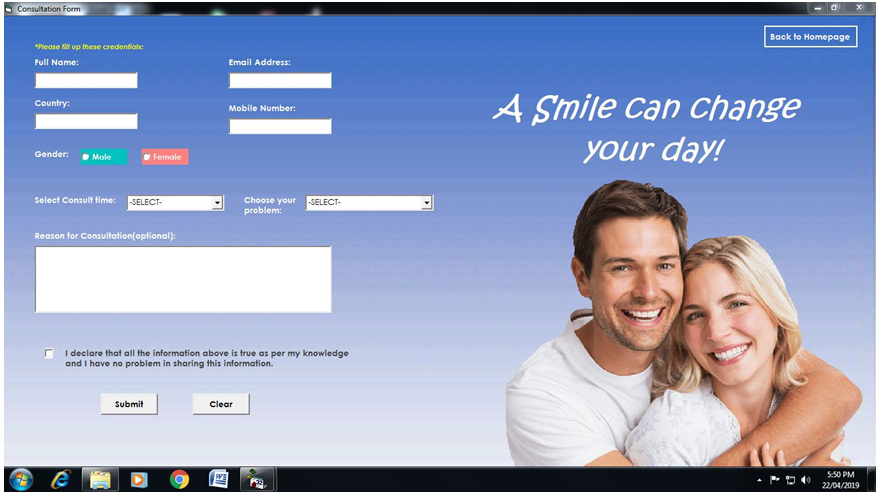 Consultation Form
Back to Homepage
*Please fill up these credentials:
Full Name:
Email Address:
Country:
Mobile Number:
Gender:
Male
Female
Select Consult time:
-SELECT-
Choose your
problem:
-SELECT-
Reason for Consultation(optional):
I declare that all the information above is true as per my knowledge
and I have no problem in sharing this information.
Submit
Clear
A Smile can change
your day!
5:50 PM
22/04/2019